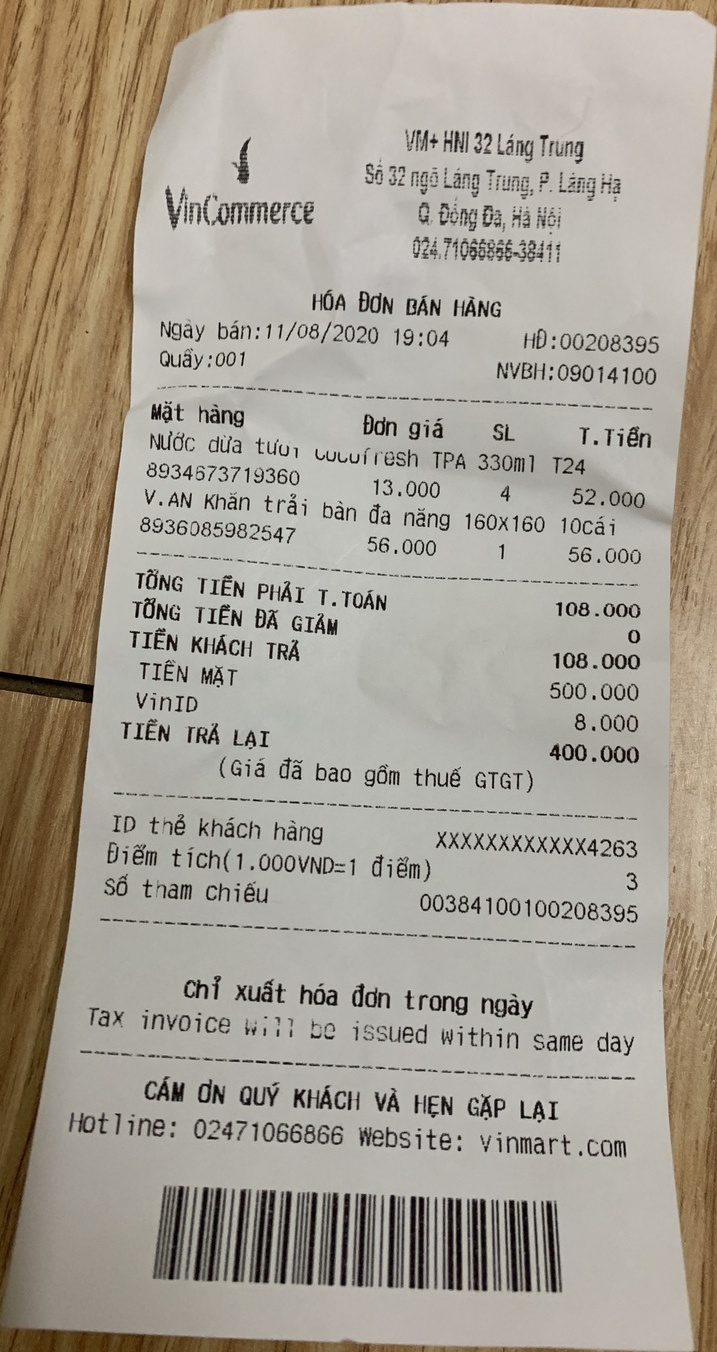 VinCommerce
VM+ HNI 32 Láng Trung
Số 32 ngõ Láng Trung, P. Láng Hạ
Q. Đống Đa, Hà Nội
024.71066866-38411
HÓA ĐƠN BÁN HÀNG
Ngày bán:11/08/2020 19:04 HĐ:00208395
Quầy:001 NVBH:09014100
Mặt hàng Đơn giá SL T.Tiền
Nước dừa tươi Cocofresh TPA 330ml T24
8934673719360 13.000 4 52.000
V.AN Khăn trải bàn đa năng 160X160 10cái
8936085982547 56.000 1 56.000
TỔNG TIỀN PHẢI T.TOÁN 108.000
TỔNG TIỀN ĐÃ GIẢM 0
TIỀN KHÁCH TRẢ 108.000
TIỀN MẶT 500.000
VinID 8.000
TIỀN TRẢ LẠI 400.000
(Giá đã bao gồm thuế GTGT)
ID thẻ khách hàng XXXXXXXXXXXX4263
Điểm tích(1.000VND=1 điểm) 3
Số tham chiếu 00384100100208395
Chỉ xuất hóa đơn trong ngày
Tax invoice will be issued within same day
CẢM ƠN QUÝ KHÁCH VÀ HẸN GẶP LẠI
Hotline: 02471066866 Website: vinmart.com